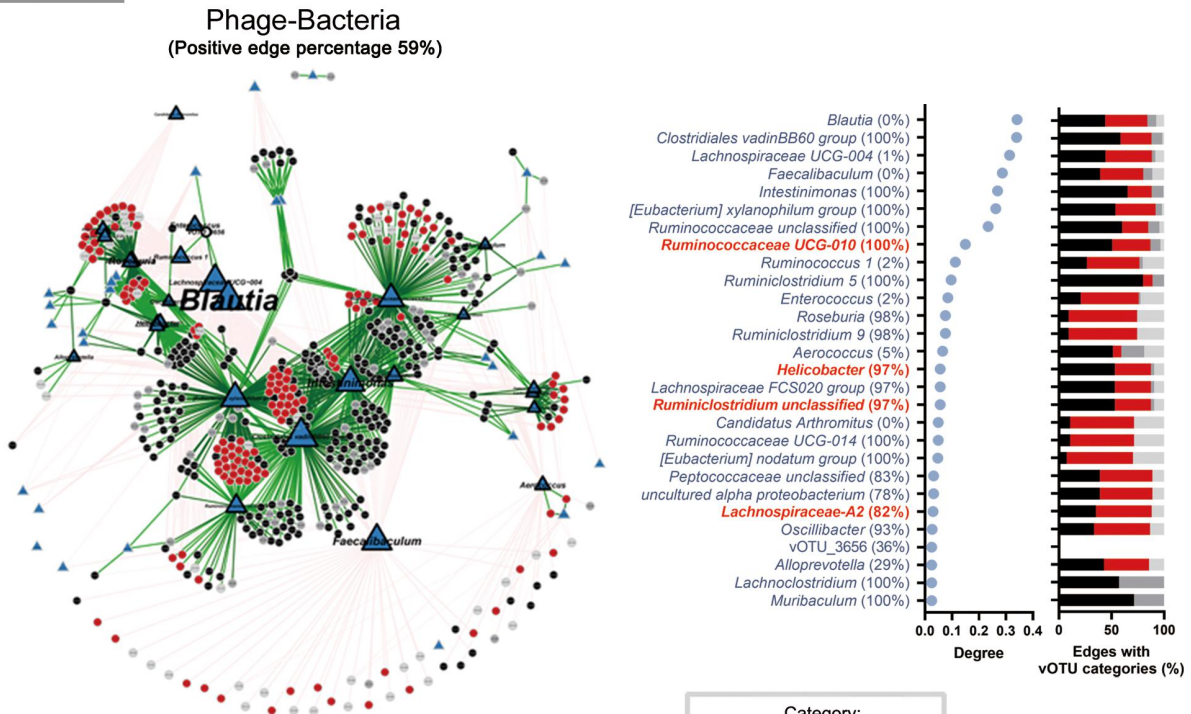 Phage-Bacteria
(Positive edge percentage 59%)
Lachnospiraceae UCG-004
Blautia
Intestinimonas
Faecalibaculum
Aerococcus
Blautia (0%)
Clostridiales vadinBB60 group (100%)
Lachnospiraceae UCG-004 (1%)
Faecalibaculum (0%)
Intestinimonas (100%)
[Eubacterium] xylanophilum group (100%)
Ruminococcaceae unclassified (100%)
Ruminococcaceae UCG-010 (100%)
Ruminococcus 1 (2%)
Ruminiclostridium 5 (100%)
Enterococcus (2%)
Roseburia (98%)
Ruminiclostridium 9 (98%)
Aerococcus (5%)
Helicobacter (97%)
Lachnospiraceae FCS020 group (97%)
Ruminiclostridium unclassified (97%)
Candidatus Arthromitus (0%)
Ruminococcaceae UCG-014 (100%)
[Eubacterium] nodatum group (100%)
Peptococcaceae unclassified (83%)
uncultured alpha proteobacterium (78%)
Lachnospiraceae-A2 (82%)
Oscillibacter (93%)
vOTU_3656 (36%)
Alloprevotella (29%)
Lachnoclostridium (100%)
Muribaculum (100%)
0.0 0.1 0.2 0.3 0.4
Degree
0 50 100
Edges with
vOTU categories (%)
Category: